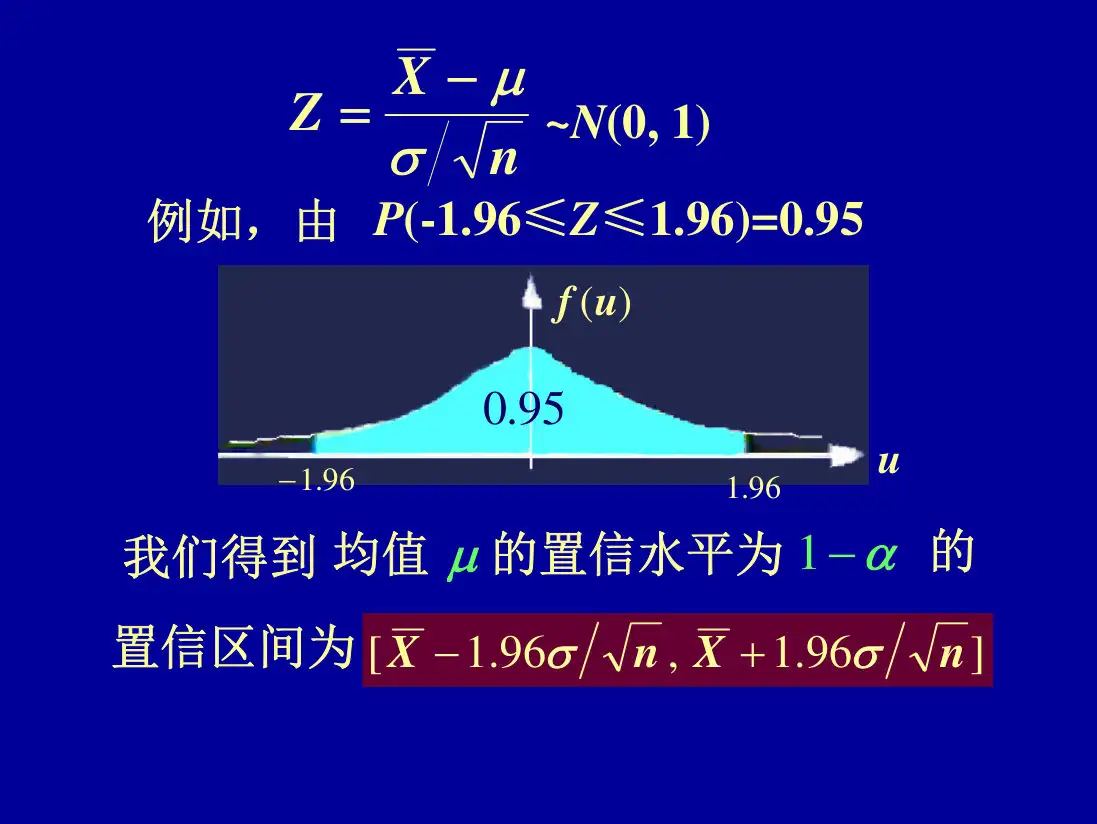 Z = (X̄ − μ) / (σ/√n) ~N(0, 1)
例如，由 P(-1.96≤Z≤1.96)=0.95
f(u)
0.95
u
−1.96 1.96
我们得到 均值 μ 的置信水平为 1−α 的
置信区间为 [X̄ −1.96σ/√n, X̄ +1.96σ/√n]